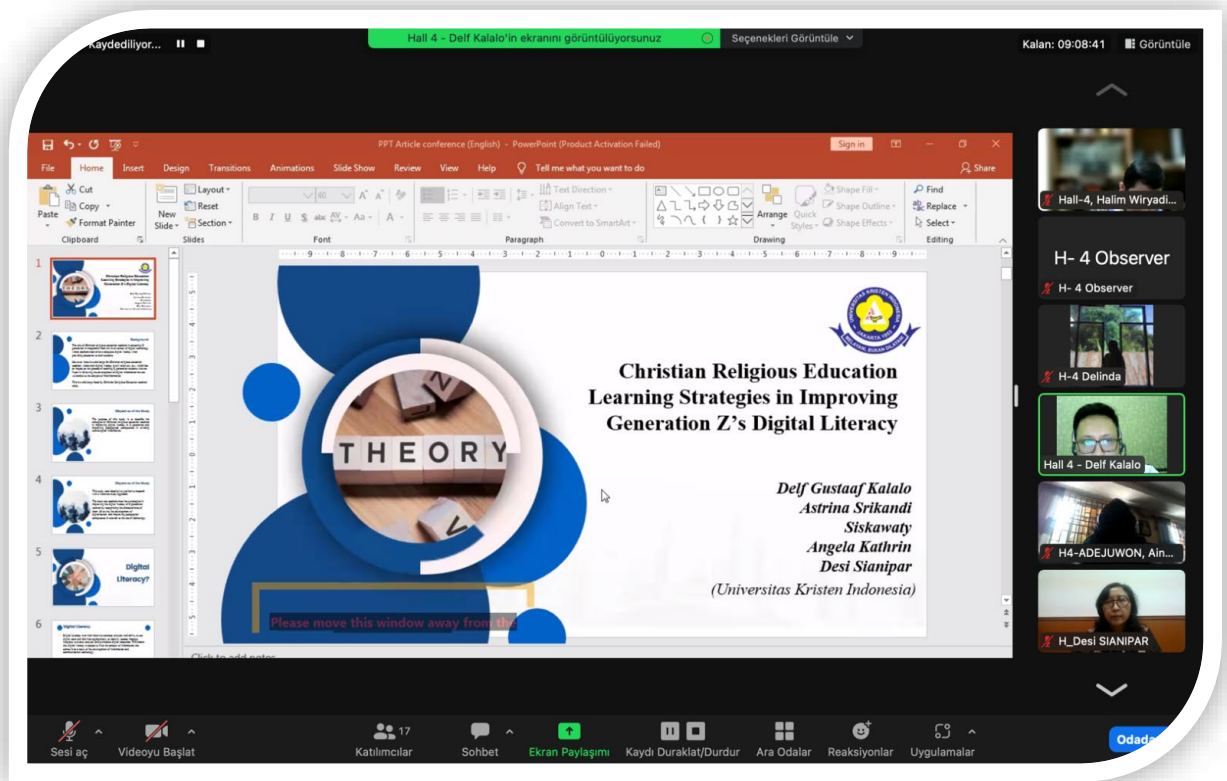 Kaydediliyor...
Hall 4 - Delf Kalalo'in ekranını görüntülüyorsunuz
Seçenekleri Görüntüle
Kalan: 09:08:41
Görüntüle
PPT Article conference (English) - PowerPoint (Product Activation Failed)
Sign in
File Home Insert Design Transitions Animations Slide Show Review View Help Tell me what you want to do
Share
Paste
Cut
Copy
Format Painter
Clipboard
New Slide
Layout
Reset
Section
Slides
40
Font
Text Direction
Align Text
Convert to SmartArt
Paragraph
Arrange
Quick Styles
Shape Fill
Shape Outline
Shape Effects
Drawing
Find
Replace
Select
Editing
1
2
3
4
5
Digital
Literacy?
6
THEORY
Christian Religious Education
Learning Strategies in Improving
Generation Z's Digital Literacy
Delf Gustaaf Kalalo
Astrina Srikandi
Siskawaty
Angela Kathrin
Desi Sianipar
(Universitas Kristen Indonesia)
Please move this window away from the
Click to add notes
Hall-4, Halim Wiryadi...
H- 4 Observer
H- 4 Observer
H-4 Delinda
Hall 4 - Delf Kalalo
H4-ADEJUWON, Ain...
H_Desi SIANIPAR
Sesi aç
Videoyu Başlat
17
Katılımcılar
Sohbet
Ekran Paylaşımı
Kaydı Duraklat/Durdur
Ara Odalar
Reaksiyonlar
Uygulamalar